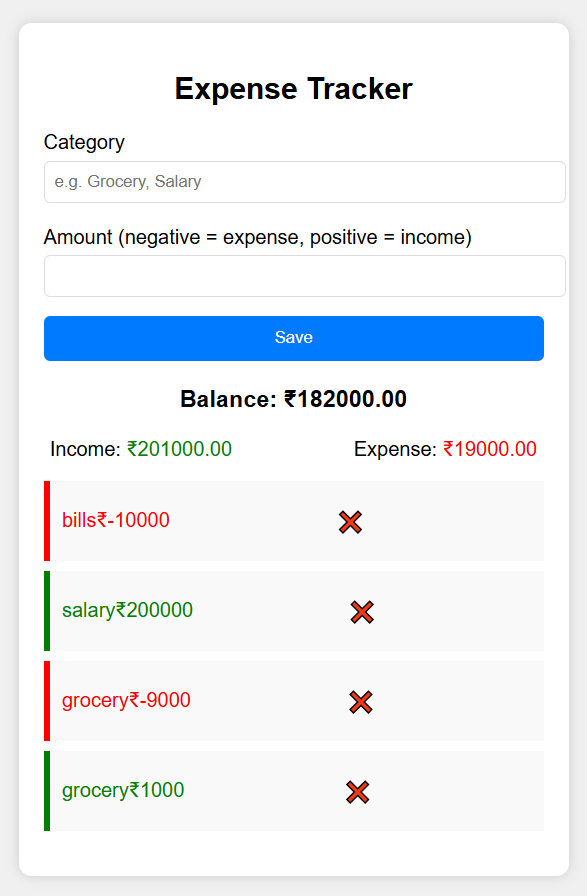 Expense Tracker
Category
e.g. Grocery, Salary
Amount (negative = expense, positive = income)
Save
Balance: ₹182000.00
Income: ₹201000.00 Expense: ₹19000.00
bills₹-10000 ❌
salary₹200000 ❌
grocery₹-9000 ❌
grocery₹1000 ❌